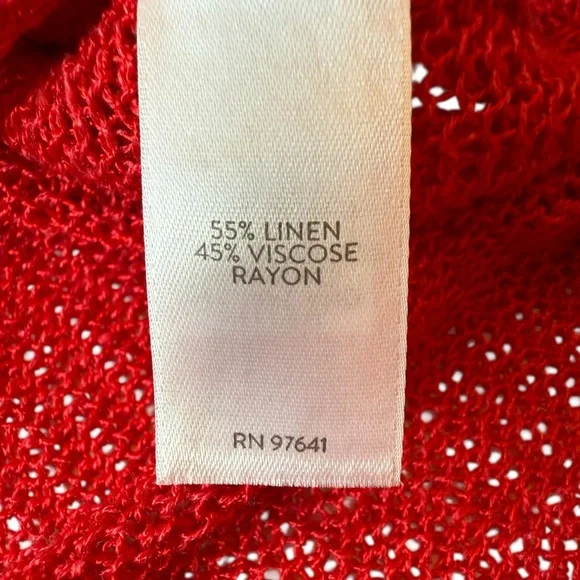 55% LINEN
45% VISCOSE
RAYON
RN 97641